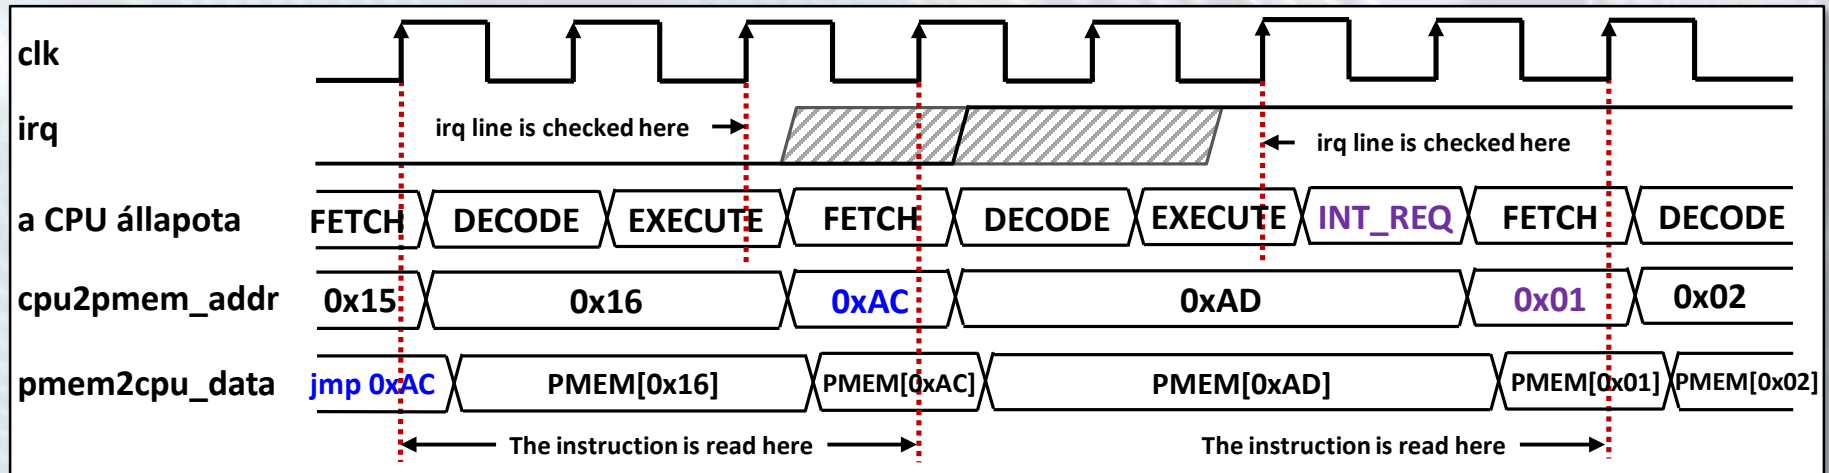 clk
irq
irq line is checked here
irq line is checked here
a CPU állapota
FETCH DECODE EXECUTE FETCH DECODE EXECUTE INT_REQ FETCH DECODE
cpu2pmem_addr
0x15 0x16 0xAC 0xAD 0x01 0x02
pmem2cpu_data
jmp 0xAC PMEM[0x16] PMEM[0xAC] PMEM[0xAD] PMEM[0x01] PMEM[0x02]
The instruction is read here
The instruction is read here